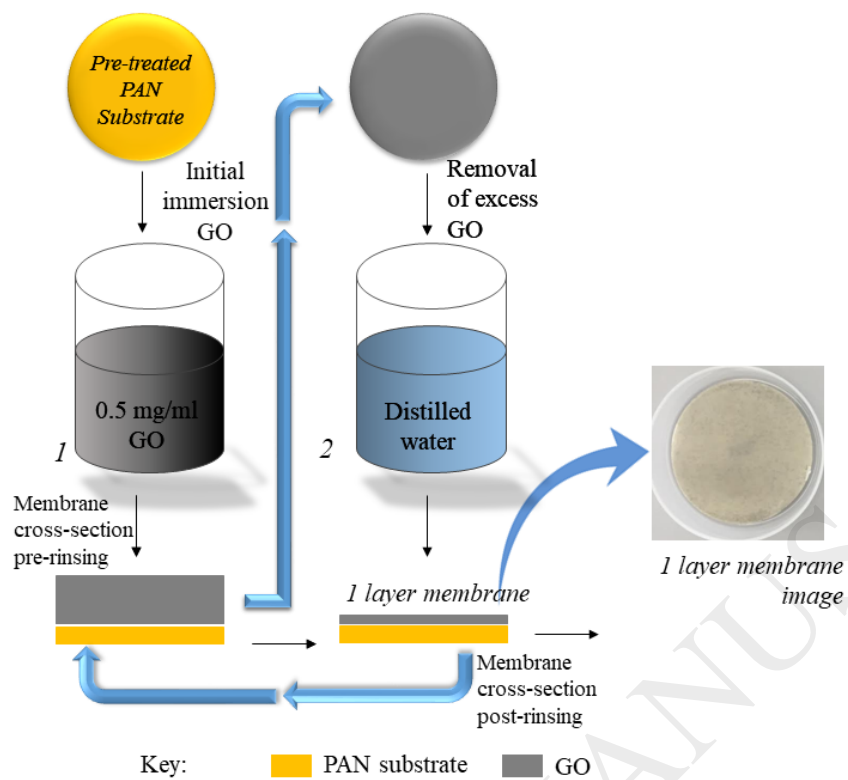 Pre-treated
PAN
Substrate
Initial
immersion
GO
Removal
of excess
GO
0.5 mg/ml
GO
1
Distilled
water
2
Membrane
cross-section
pre-rinsing
1 layer membrane
1 layer membrane
image
Membrane
cross-section
post-rinsing
Key:
PAN substrate
GO
ANUS